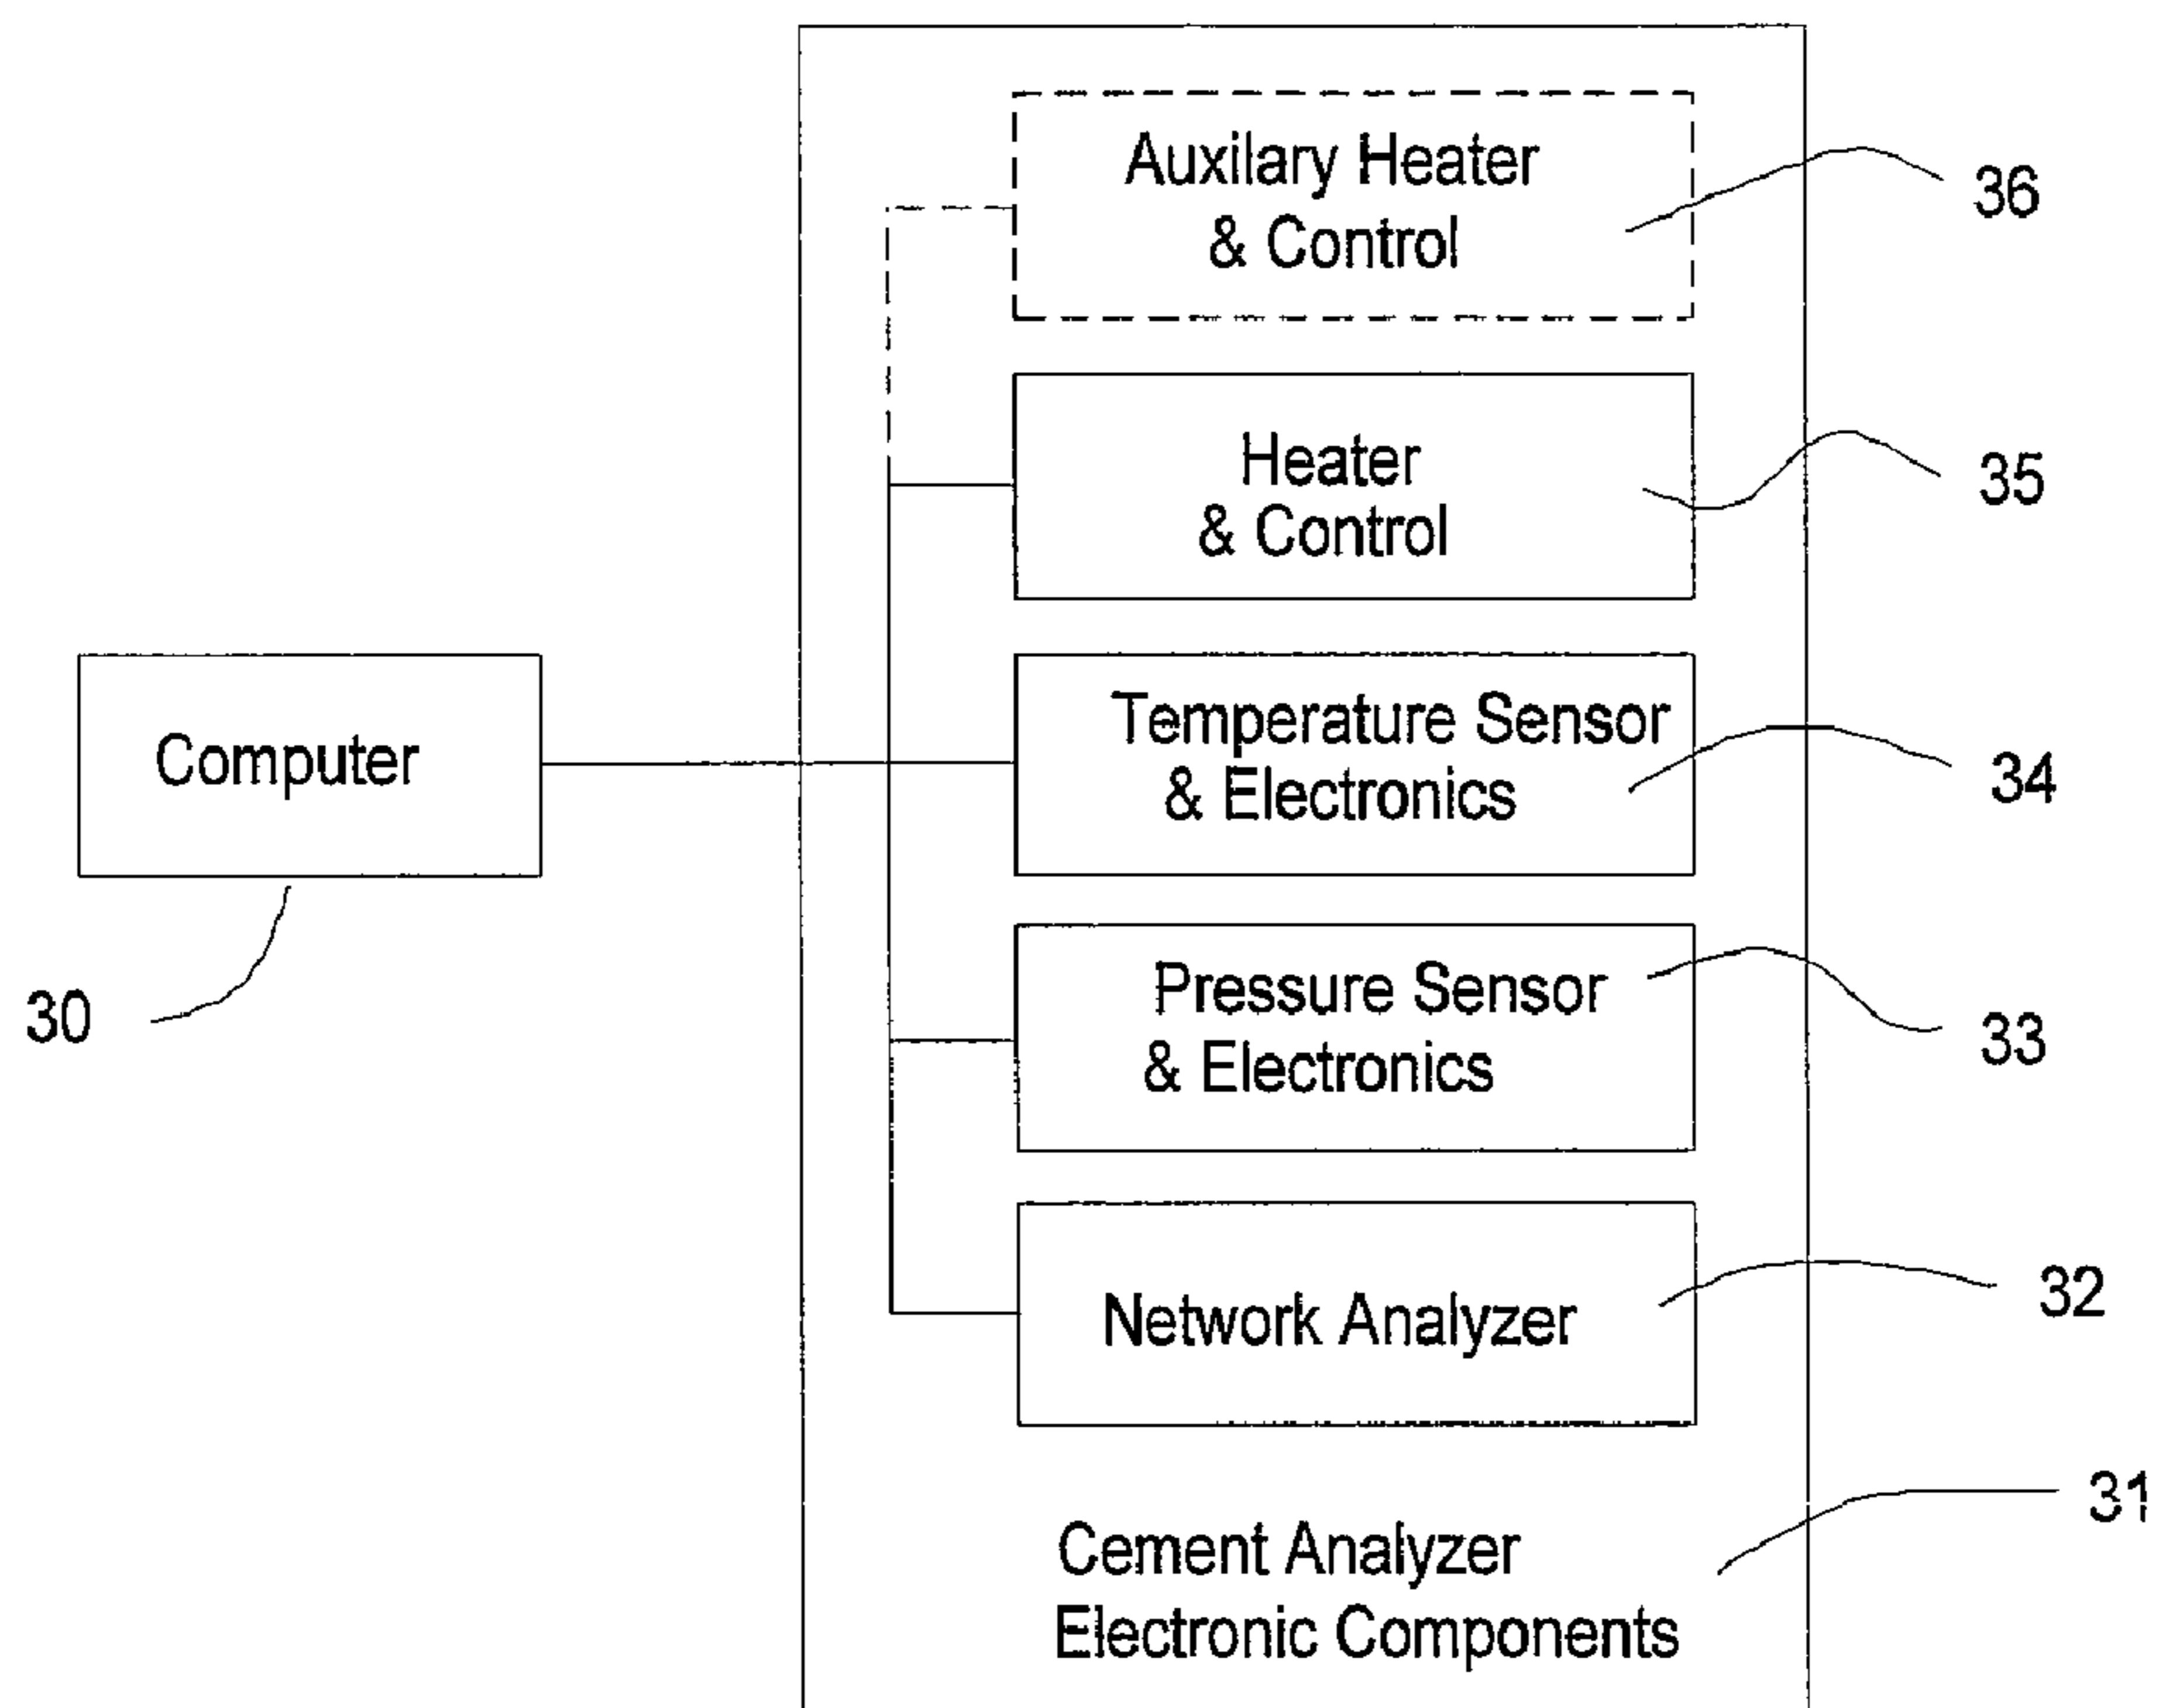 Auxilary Heater
& Control
36
Heater
& Control
35
Computer
30
Temperature Sensor
& Electronics
34
Pressure Sensor
& Electronics
33
Network Analyzer
32
Cement Analyzer
Electronic Components
31